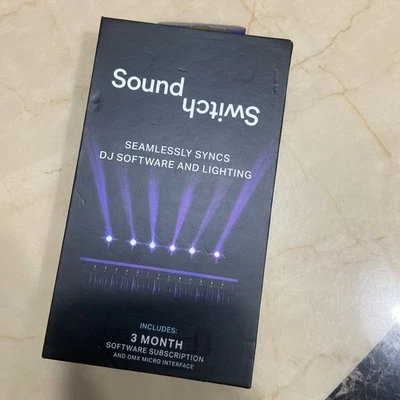 Sound
Switch
SEAMLESSLY SYNCS
DJ SOFTWARE AND LIGHTING
INCLUDES:
3 MONTH
SOFTWARE SUBSCRIPTION
AND DMX MICRO INTERFACE